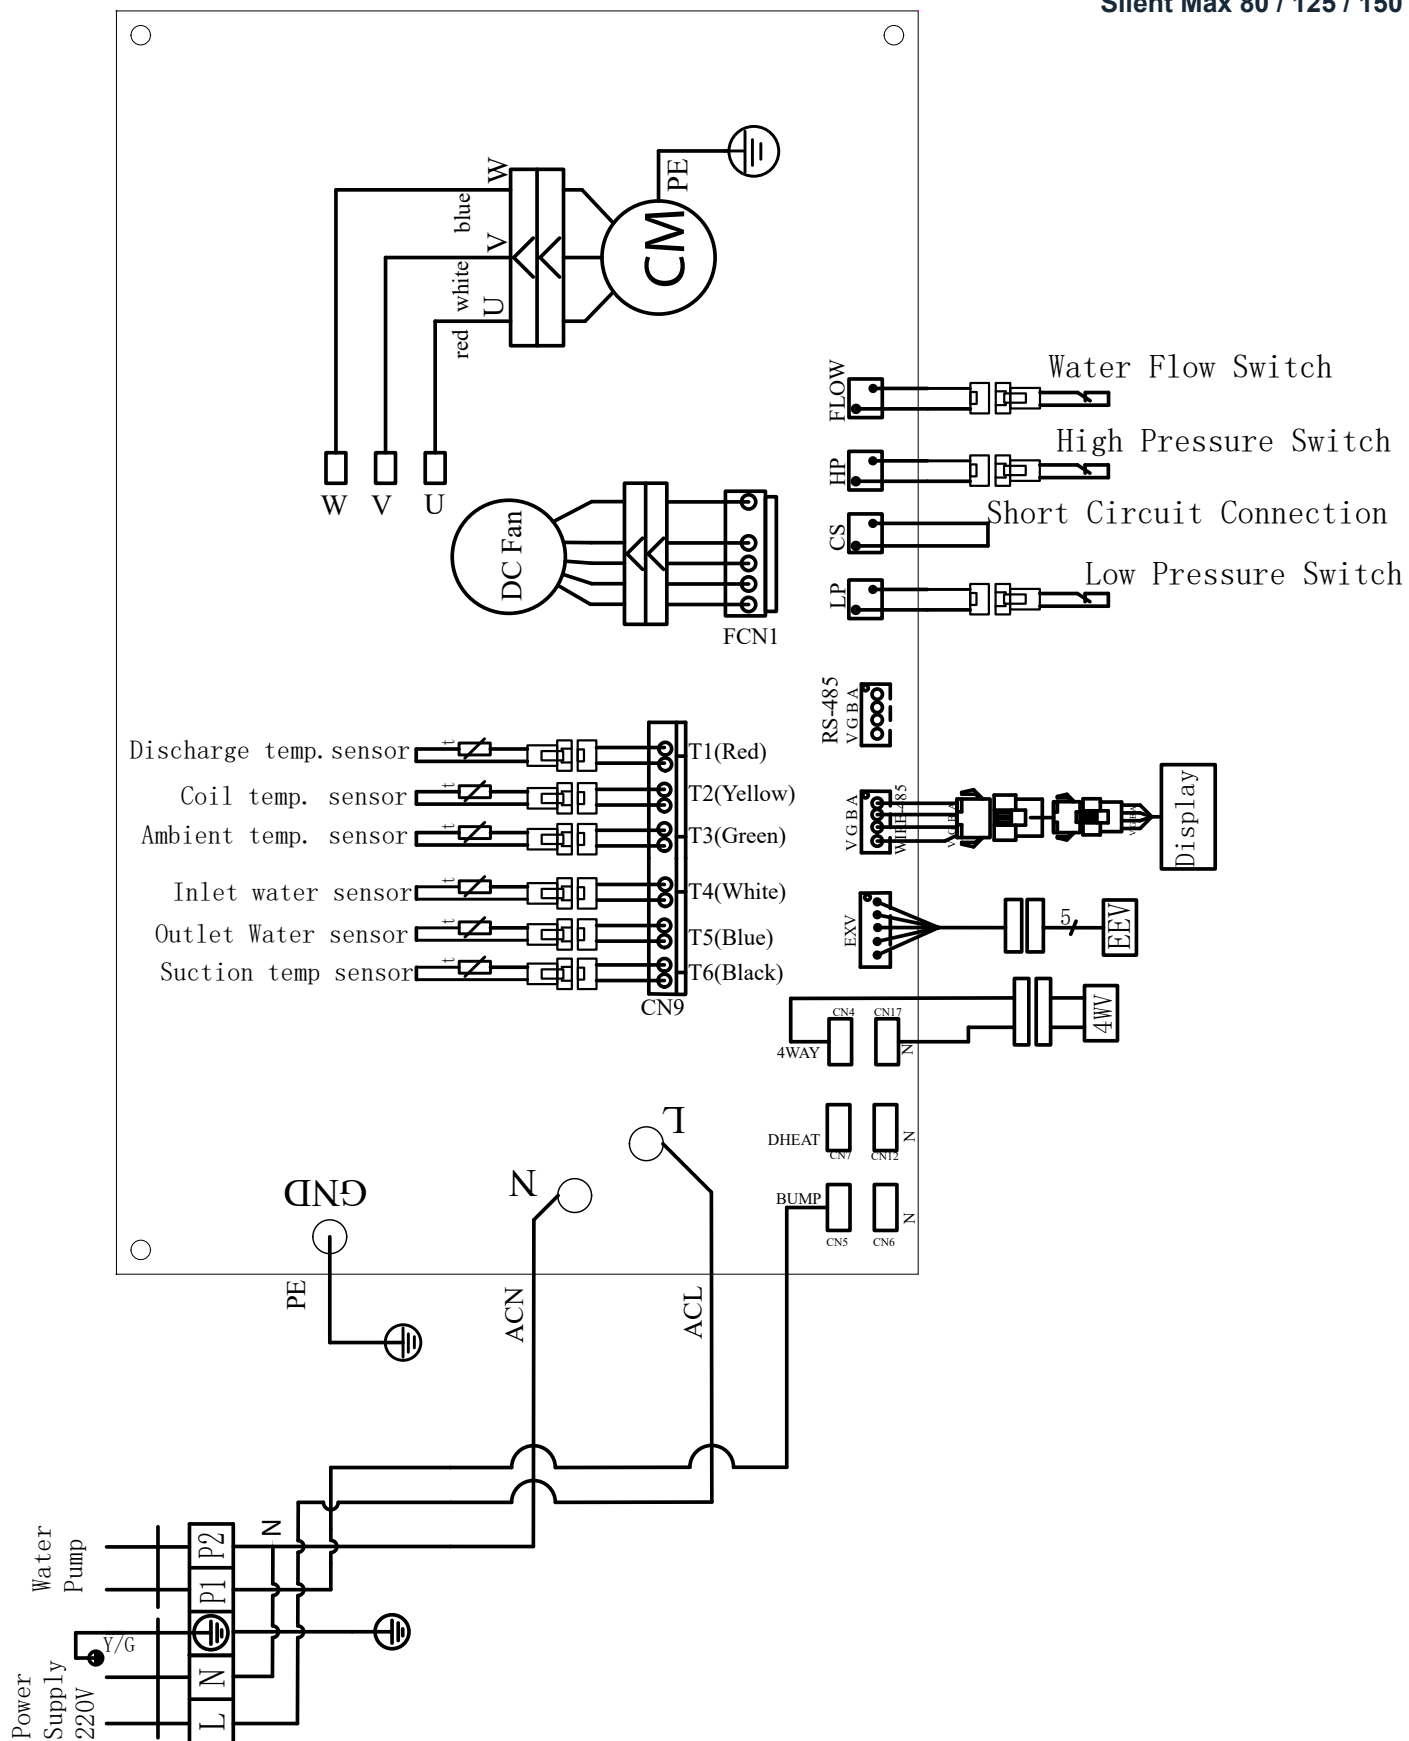 Silent Max 80 / 125 / 150
W
blue
V
white
U
red
CM
PE
W
V
U
DC Fan
FCN1
FLOW
Water Flow Switch
HP
High Pressure Switch
CS
Short Circuit Connection
LP
Low Pressure Switch
RS-485
V G B A
Discharge temp. sensor
t
T1(Red)
Coil temp. sensor
t
T2(Yellow)
Ambient temp. sensor
t
T3(Green)
Inlet water sensor
t
T4(White)
Outlet Water sensor
t
T5(Blue)
Suction temp sensor
t
T6(Black)
CN9
V G B A
WIRE-485
V G B A
Display
EXV
5
EEV
CN4
CN17
4WAY
N
4WV
DHEAT
CN7
CN12
N
BUMP
CN5
CN6
N
L
N
GND
PE
ACN
ACL
Water
Pump
P2
N
P1
Y/G
Power
Supply
220V
N
L